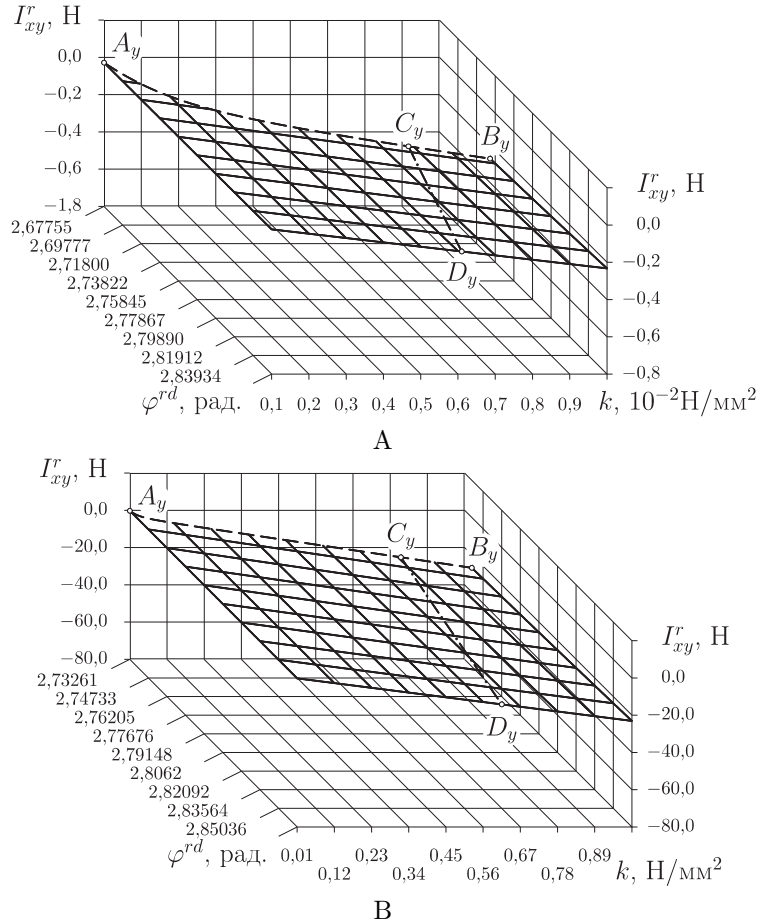 I^r_{xy}, Н
A_y
0,0
−0,2
C_y
B_y
−0,4
−0,6
I^r_{xy}, Н
−1,8
0,0
2,67755
2,69777
−0,2
2,71800
D_y
2,73822
−0,4
2,75845
2,77867
−0,6
2,79890
2,81912
2,83934
−0,8
φ^{rd}, рад. 0,1 0,2 0,3 0,4 0,5 0,6 0,7 0,8 0,9 k, 10^{-2}Н/мм²
А
I^r_{xy}, Н
A_y
0,0
C_y
B_y
−20,0
−40,0
−60,0
I^r_{xy}, Н
−80,0
0,0
2,73261
2,74733
−20,0
2,76205
D_y
2,77676
−40,0
2,79148
2,8062
−60,0
2,82092
2,83564
2,85036
−80,0
φ^{rd}, рад. 0,01 0,23 0,45 0,67 0,89
0,12 0,34 0,56 0,78 k, Н/мм²
В